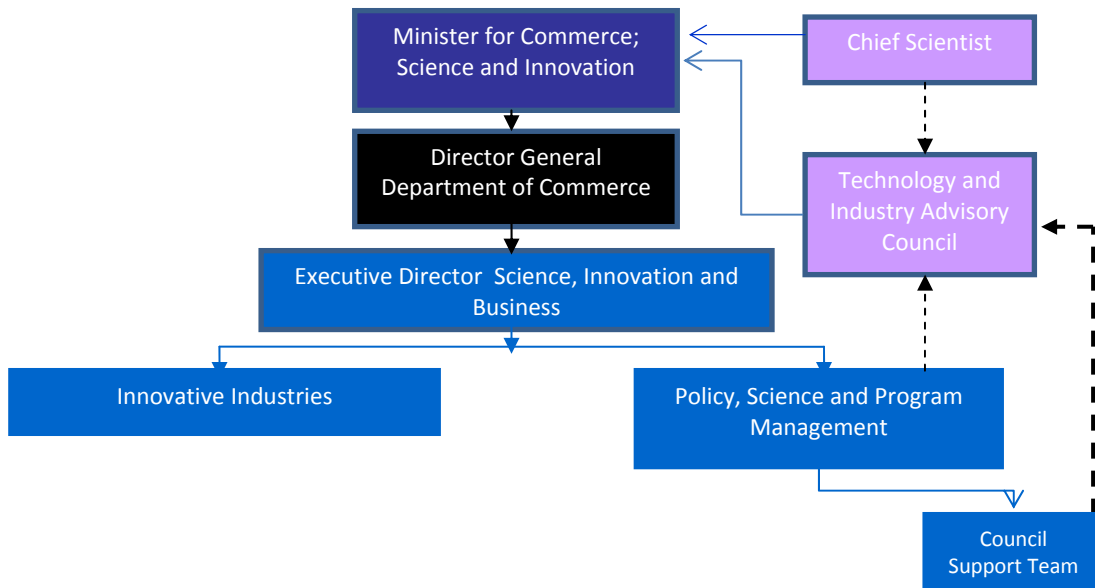 Minister for Commerce;
Science and Innovation
Chief Scientist
Director General
Department of Commerce
Technology and
Industry Advisory
Council
Executive Director  Science, Innovation and
Business
Innovative Industries
Policy, Science and Program
Management
Council
Support Team